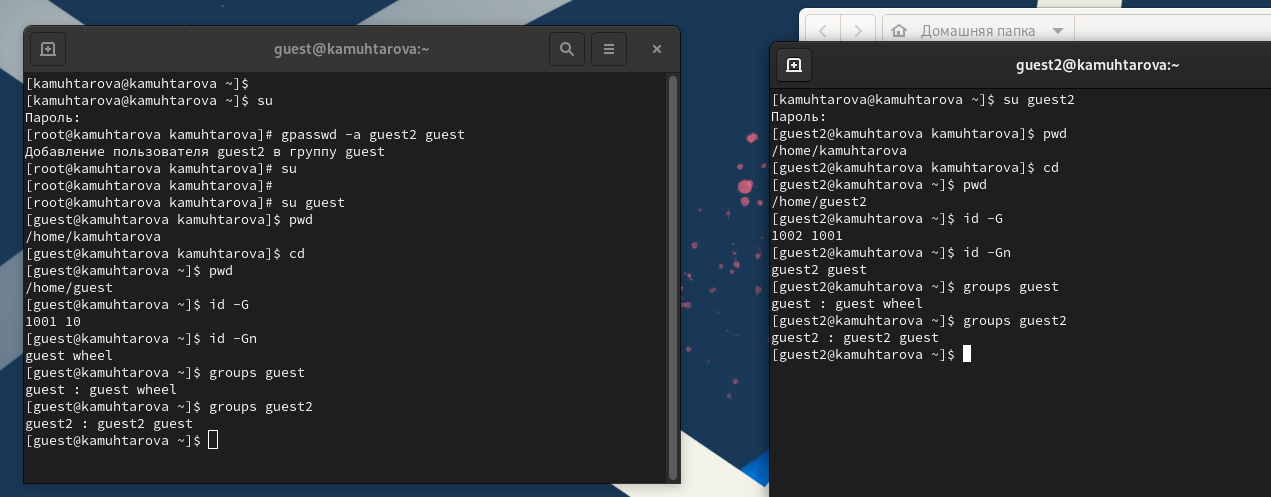 guest@kamuhtarova:~
[kamuhtarova@kamuhtarova ~]$
[kamuhtarova@kamuhtarova ~]$ su
Пароль:
[root@kamuhtarova kamuhtarova]# gpasswd -a guest2 guest
Добавление пользователя guest2 в группу guest
[root@kamuhtarova kamuhtarova]# su
[root@kamuhtarova kamuhtarova]#
[root@kamuhtarova kamuhtarova]# su guest
[guest@kamuhtarova kamuhtarova]$ pwd
/home/kamuhtarova
[guest@kamuhtarova kamuhtarova]$ cd
[guest@kamuhtarova ~]$ pwd
/home/guest
[guest@kamuhtarova ~]$ id -G
1001 10
[guest@kamuhtarova ~]$ id -Gn
guest wheel
[guest@kamuhtarova ~]$ groups guest
guest : guest wheel
[guest@kamuhtarova ~]$ groups guest2
guest2 : guest2 guest
[guest@kamuhtarova ~]$
Домашняя папка
guest2@kamuhtarova:~
[kamuhtarova@kamuhtarova ~]$ su guest2
Пароль:
[guest2@kamuhtarova kamuhtarova]$ pwd
/home/kamuhtarova
[guest2@kamuhtarova kamuhtarova]$ cd
[guest2@kamuhtarova ~]$ pwd
/home/guest2
[guest2@kamuhtarova ~]$ id -G
1002 1001
[guest2@kamuhtarova ~]$ id -Gn
guest2 guest
[guest2@kamuhtarova ~]$ groups guest
guest : guest wheel
[guest2@kamuhtarova ~]$ groups guest2
guest2 : guest2 guest
[guest2@kamuhtarova ~]$